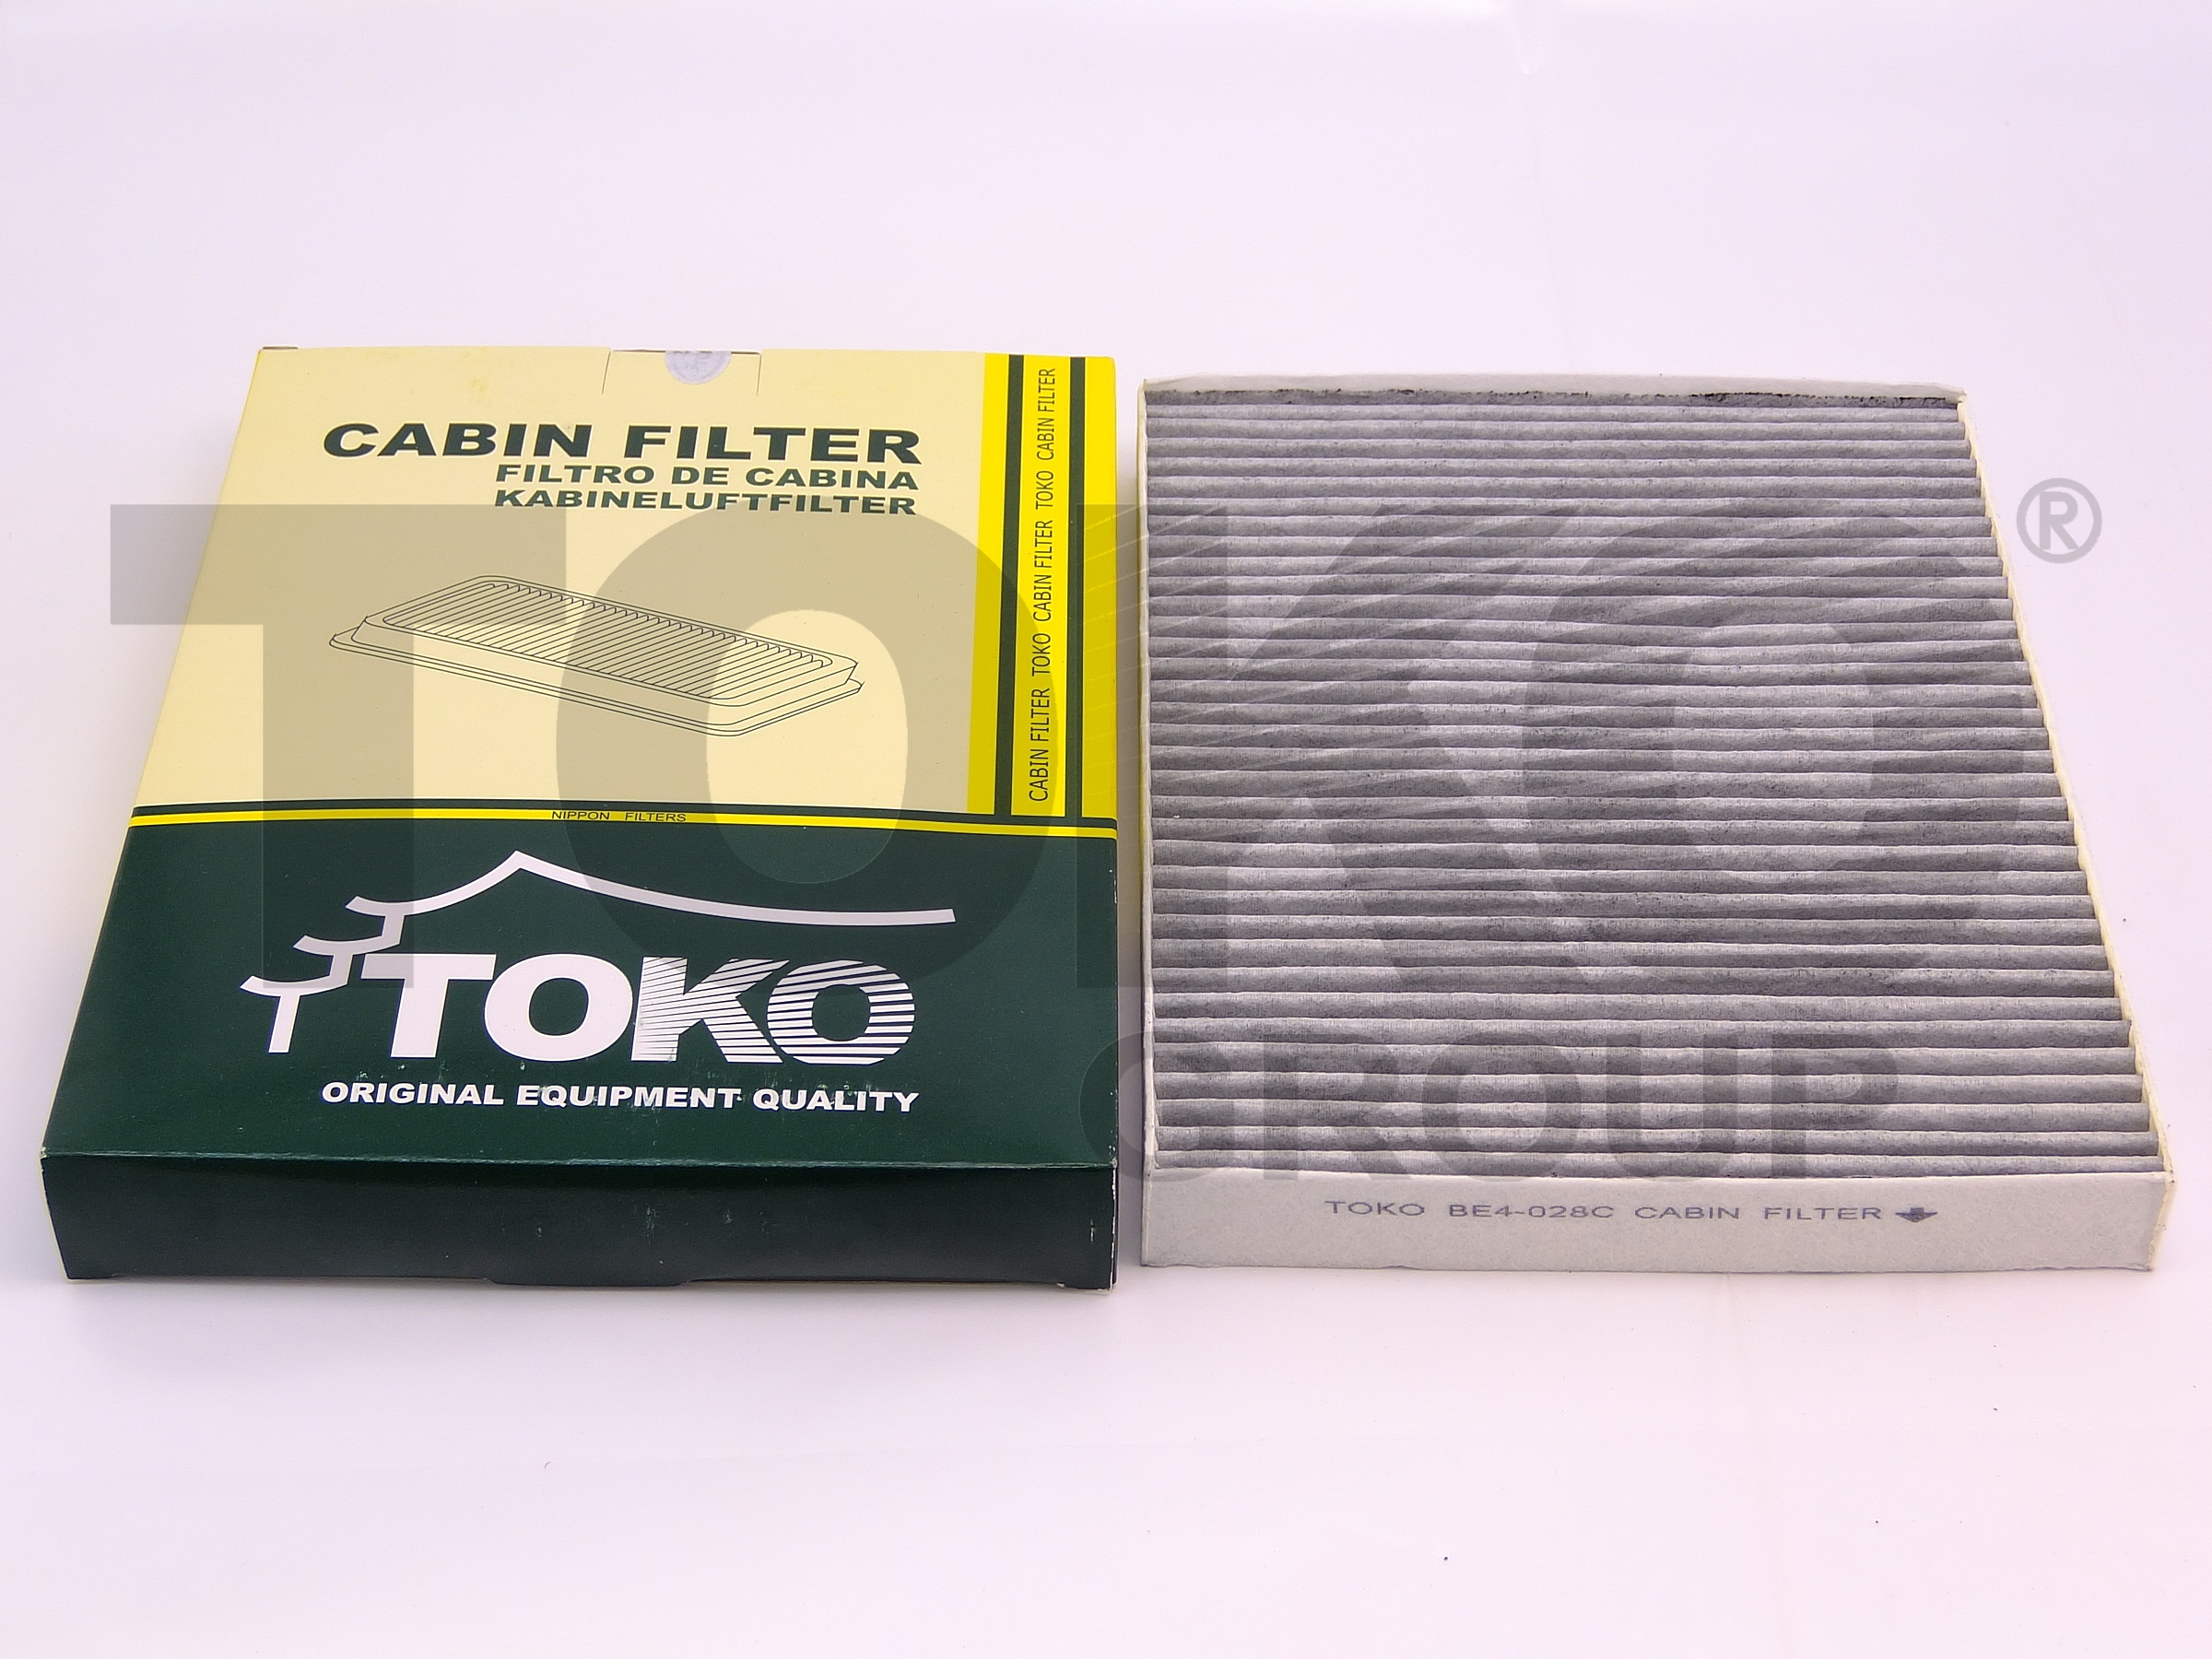 CABIN FILTER
FILTRO DE CABINA
KABINELUFTFILTER
CABIN FILTER TOKO CABIN FILTER TOKO CABIN FILTER
NIPPON FILTERS
TOKO
ORIGINAL EQUIPMENT QUALITY
TOKO BE4-028C CABIN FILTER
TOKO ®
GROUP